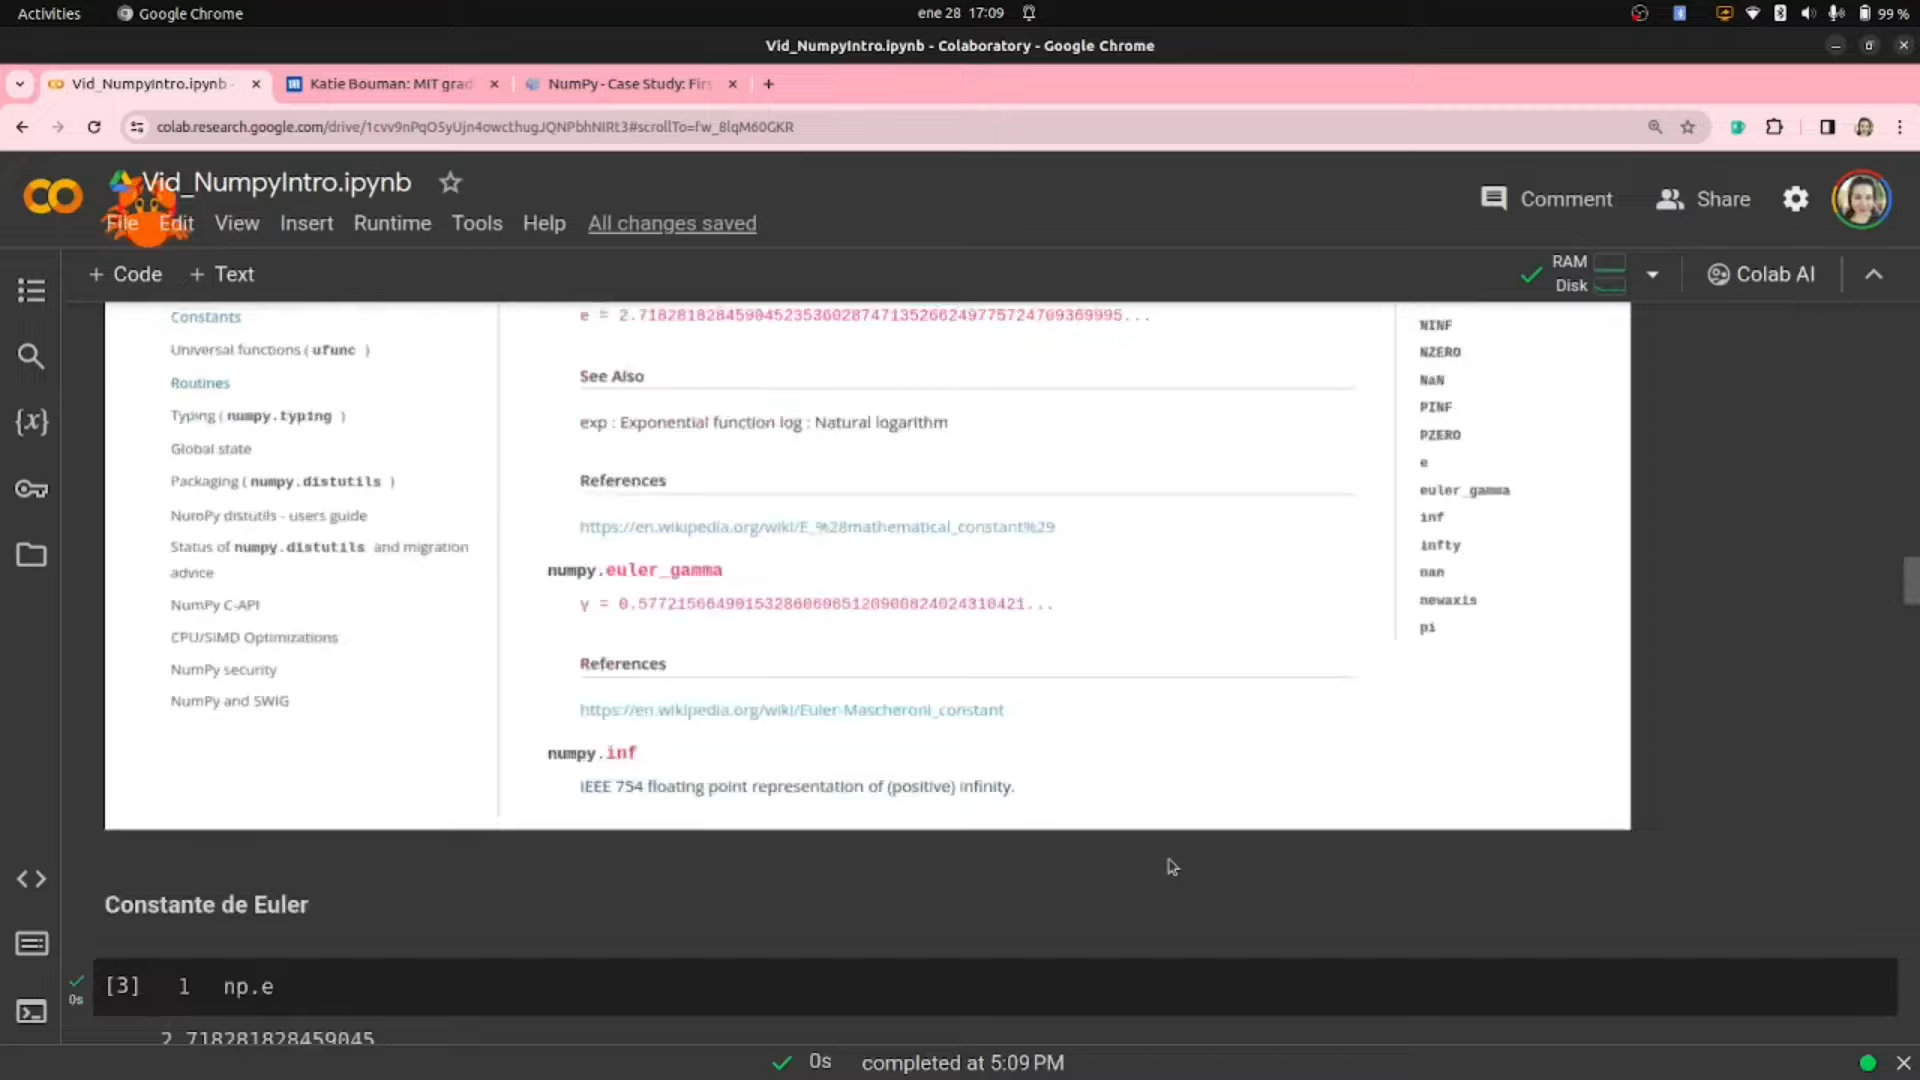 Activities
Google Chrome
ene 28 17:09
99 %
Vid_NumpyIntro.ipynb - Colaboratory - Google Chrome
Vid_NumpyIntro.ipynb -
Katie Bouman: MIT grad
NumPy - Case Study: Firs
colab.research.google.com/drive/1cvv9nPqO5yUjn4owcthugJQNPbhNIRt3#scrollTo=fw_8lqM60GKR
Vid_NumpyIntro.ipynb
File Edit View Insert Runtime Tools Help All changes saved
Comment
Share
+ Code + Text
RAM
Disk
Colab AI
Constants
Universal functions ( ufunc )
Routines
Typing ( numpy.typing )
Global state
Packaging ( numpy.distutils )
NumPy distutils - users guide
Status of numpy.distutils and migration
advice
NumPy C-API
CPU/SIMD Optimizations
NumPy security
NumPy and SWIG
e = 2.71828182845904523536028747135266249775724709369995...
See Also
exp : Exponential function log : Natural logarithm
References
https://en.wikipedia.org/wiki/E_%28mathematical_constant%29
numpy.euler_gamma
γ = 0.5772156649015328606065120900824024310421...
References
https://en.wikipedia.org/wiki/Euler-Mascheroni_constant
numpy.inf
IEEE 754 floating point representation of (positive) infinity.
NINF
NZERO
NaN
PINF
PZERO
e
euler_gamma
inf
infty
nan
newaxis
pi
Constante de Euler
[3] 1 np.e
0s
2.718281828459045
0s completed at 5:09 PM